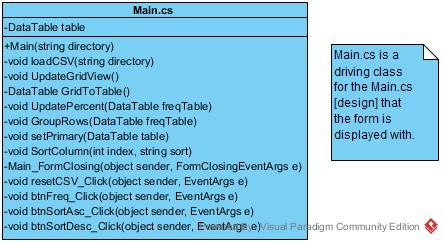 Main.cs
-DataTable table
+Main(string directory)
-void loadCSV(string directory)
-void UpdateGridView()
-DataTable GridToTable()
-void UpdatePercent(DataTable freqTable)
-void GroupRows(DataTable freqTable)
-void setPrimary(DataTable table)
-void SortColumn(int index, string sort)
-Main_FormClosing(object sender, FormClosingEventArgs e)
-void resetCSV_Click(object sender, EventArgs e)
-void btnFreq_Click(object sender, EventArgs e)
-void btnSortAsc_Click(object sender, EventArgs e)
-void btnSortDesc_Click(object sender, EventArgs e)
Main.cs is a
driving class
for the Main.cs
[design] that
the form is
displayed with.
Visual Paradigm Community Edition